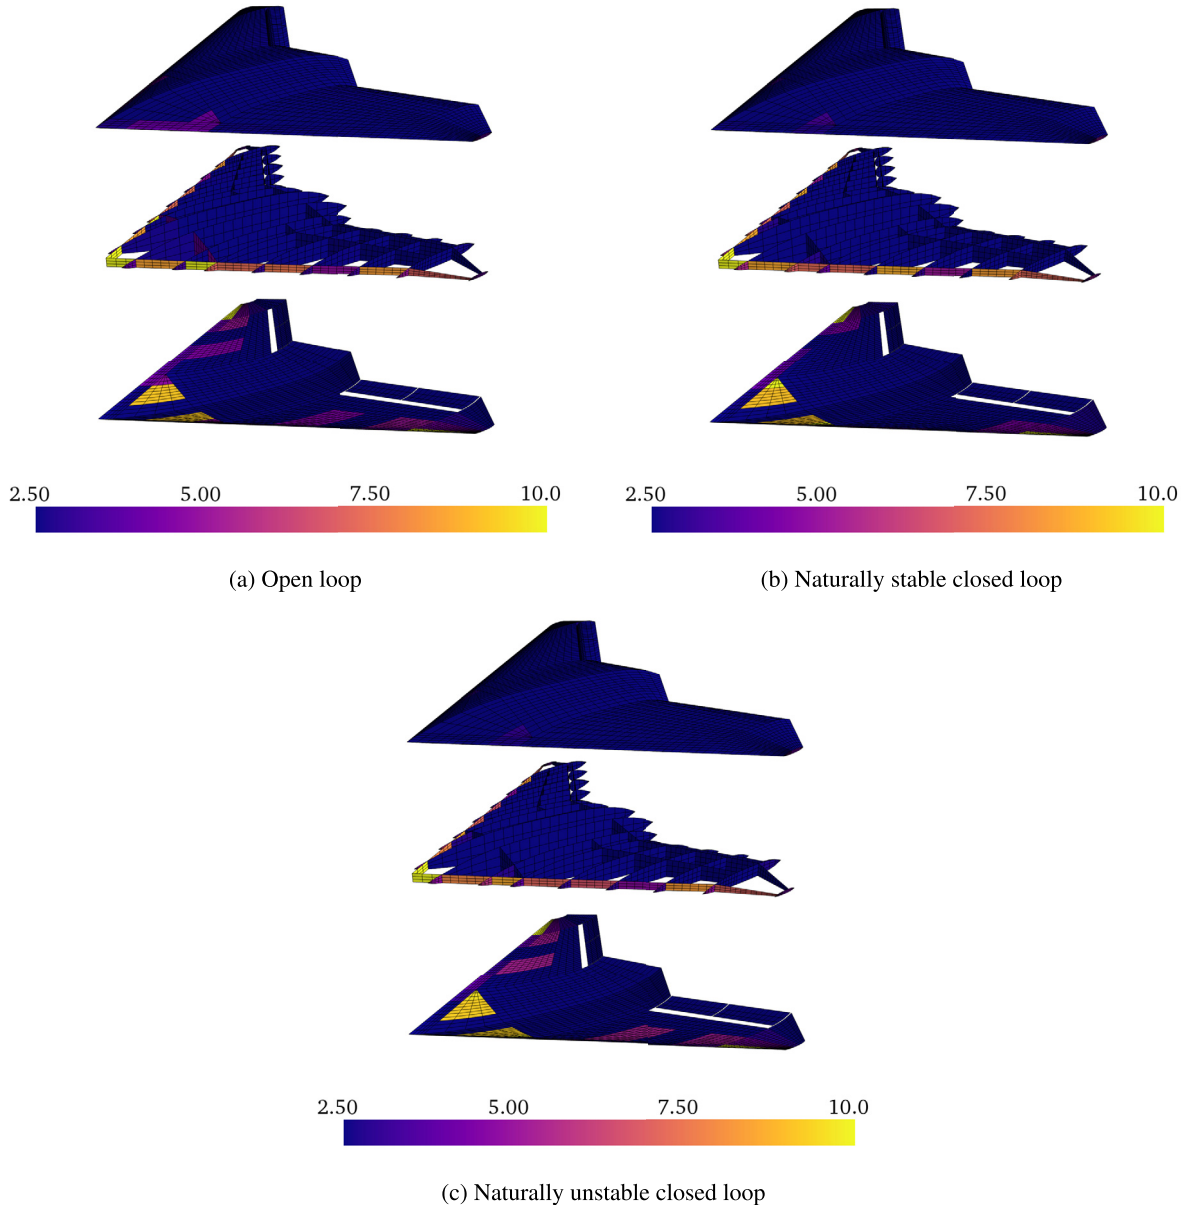 2.50 5.00 7.50 10.0
2.50 5.00 7.50 10.0
(a) Open loop
(b) Naturally stable closed loop
2.50 5.00 7.50 10.0
(c) Naturally unstable closed loop